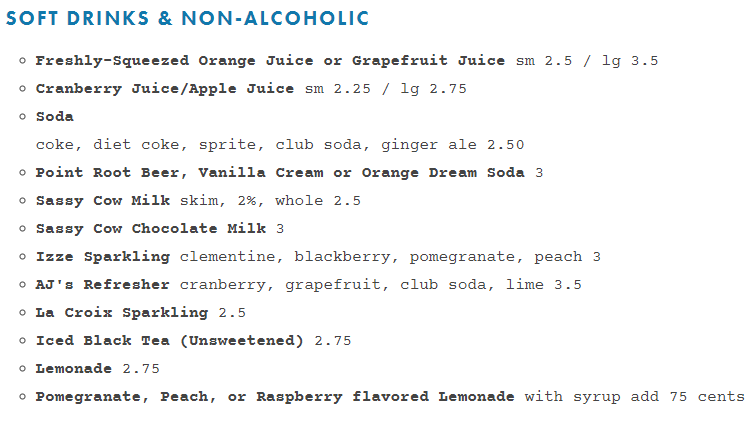 SOFT DRINKS & NON-ALCOHOLIC
Freshly-Squeezed Orange Juice or Grapefruit Juice sm 2.5 / lg 3.5
Cranberry Juice/Apple Juice sm 2.25 / lg 2.75
Soda
coke, diet coke, sprite, club soda, ginger ale 2.50
Point Root Beer, Vanilla Cream or Orange Dream Soda 3
Sassy Cow Milk skim, 2%, whole 2.5
Sassy Cow Chocolate Milk 3
Izze Sparkling clementine, blackberry, pomegranate, peach 3
AJ's Refresher cranberry, grapefruit, club soda, lime 3.5
La Croix Sparkling 2.5
Iced Black Tea (Unsweetened) 2.75
Lemonade 2.75
Pomegranate, Peach, or Raspberry flavored Lemonade with syrup add 75 cents